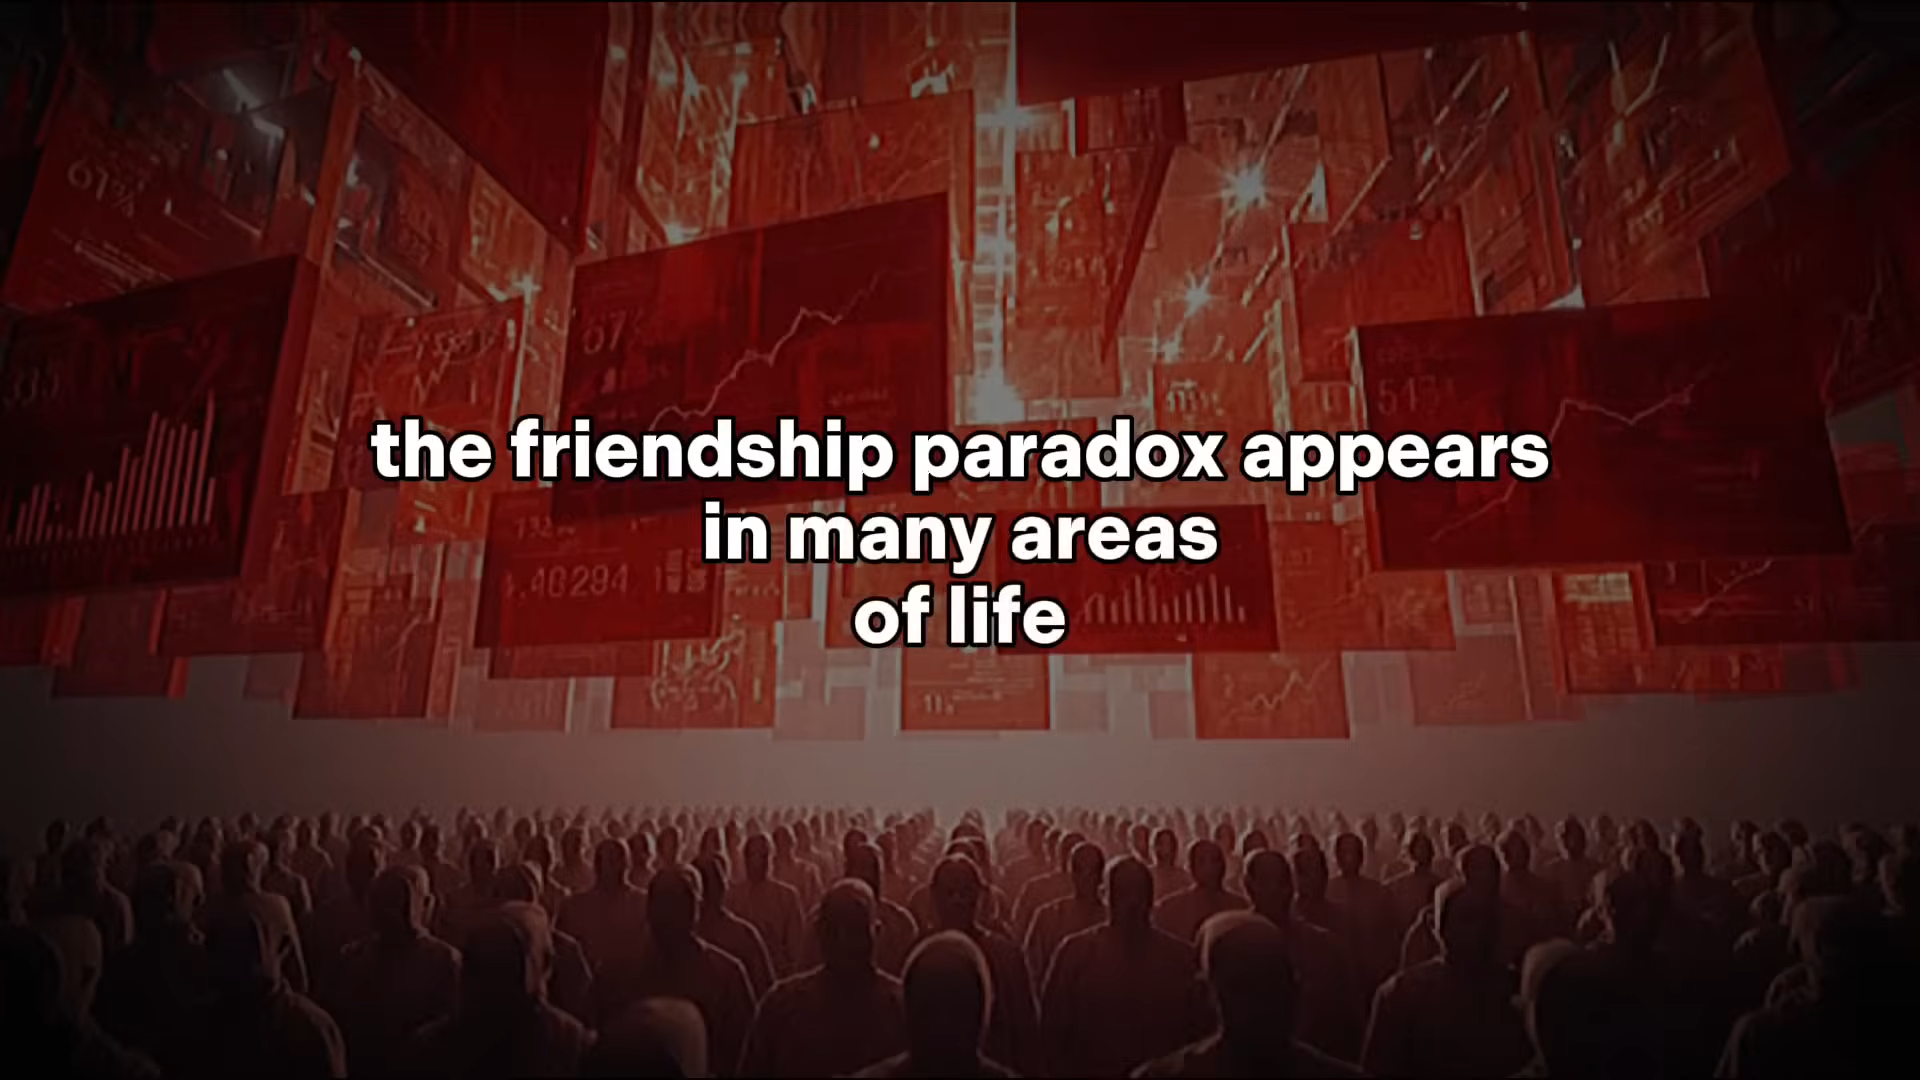 the friendship paradox appears
in many areas
of life